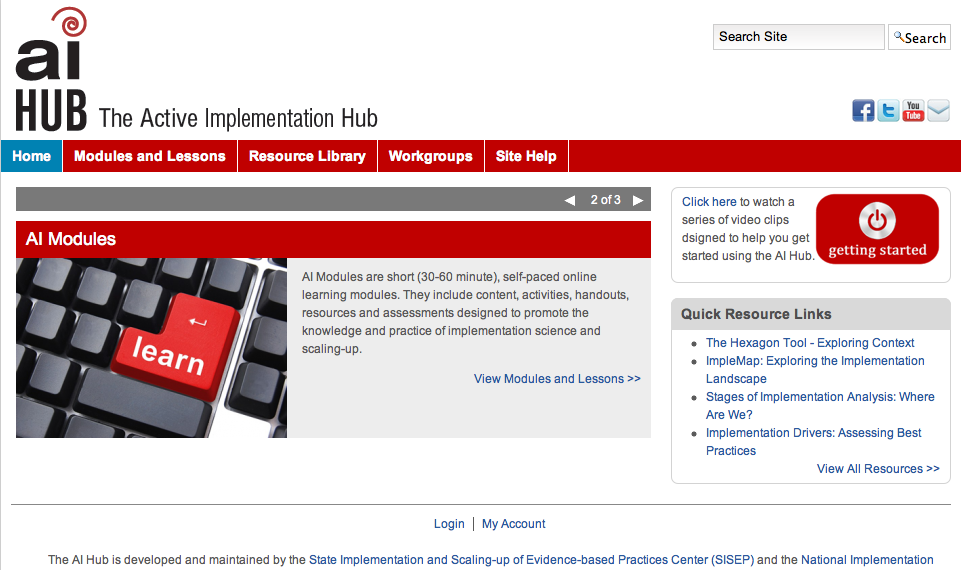 ai
HUB The Active Implementation Hub
Search Site
Search
You
Tube
Home Modules and Lessons Resource Library Workgroups Site Help
2 of 3
AI Modules
learn
AI Modules are short (30-60 minute), self-paced online
learning modules. They include content, activities, handouts,
resources and assessments designed to promote the
knowledge and practice of implementation science and
scaling-up.
View Modules and Lessons >>
Click here to watch a
series of video clips
dsigned to help you get
started using the AI Hub.
getting started
Quick Resource Links
The Hexagon Tool - Exploring Context
ImpleMap: Exploring the Implementation
Landscape
Stages of Implementation Analysis: Where
Are We?
Implementation Drivers: Assessing Best
Practices
View All Resources >>
Login | My Account
The AI Hub is developed and maintained by the State Implementation and Scaling-up of Evidence-based Practices Center (SISEP) and the National Implementation